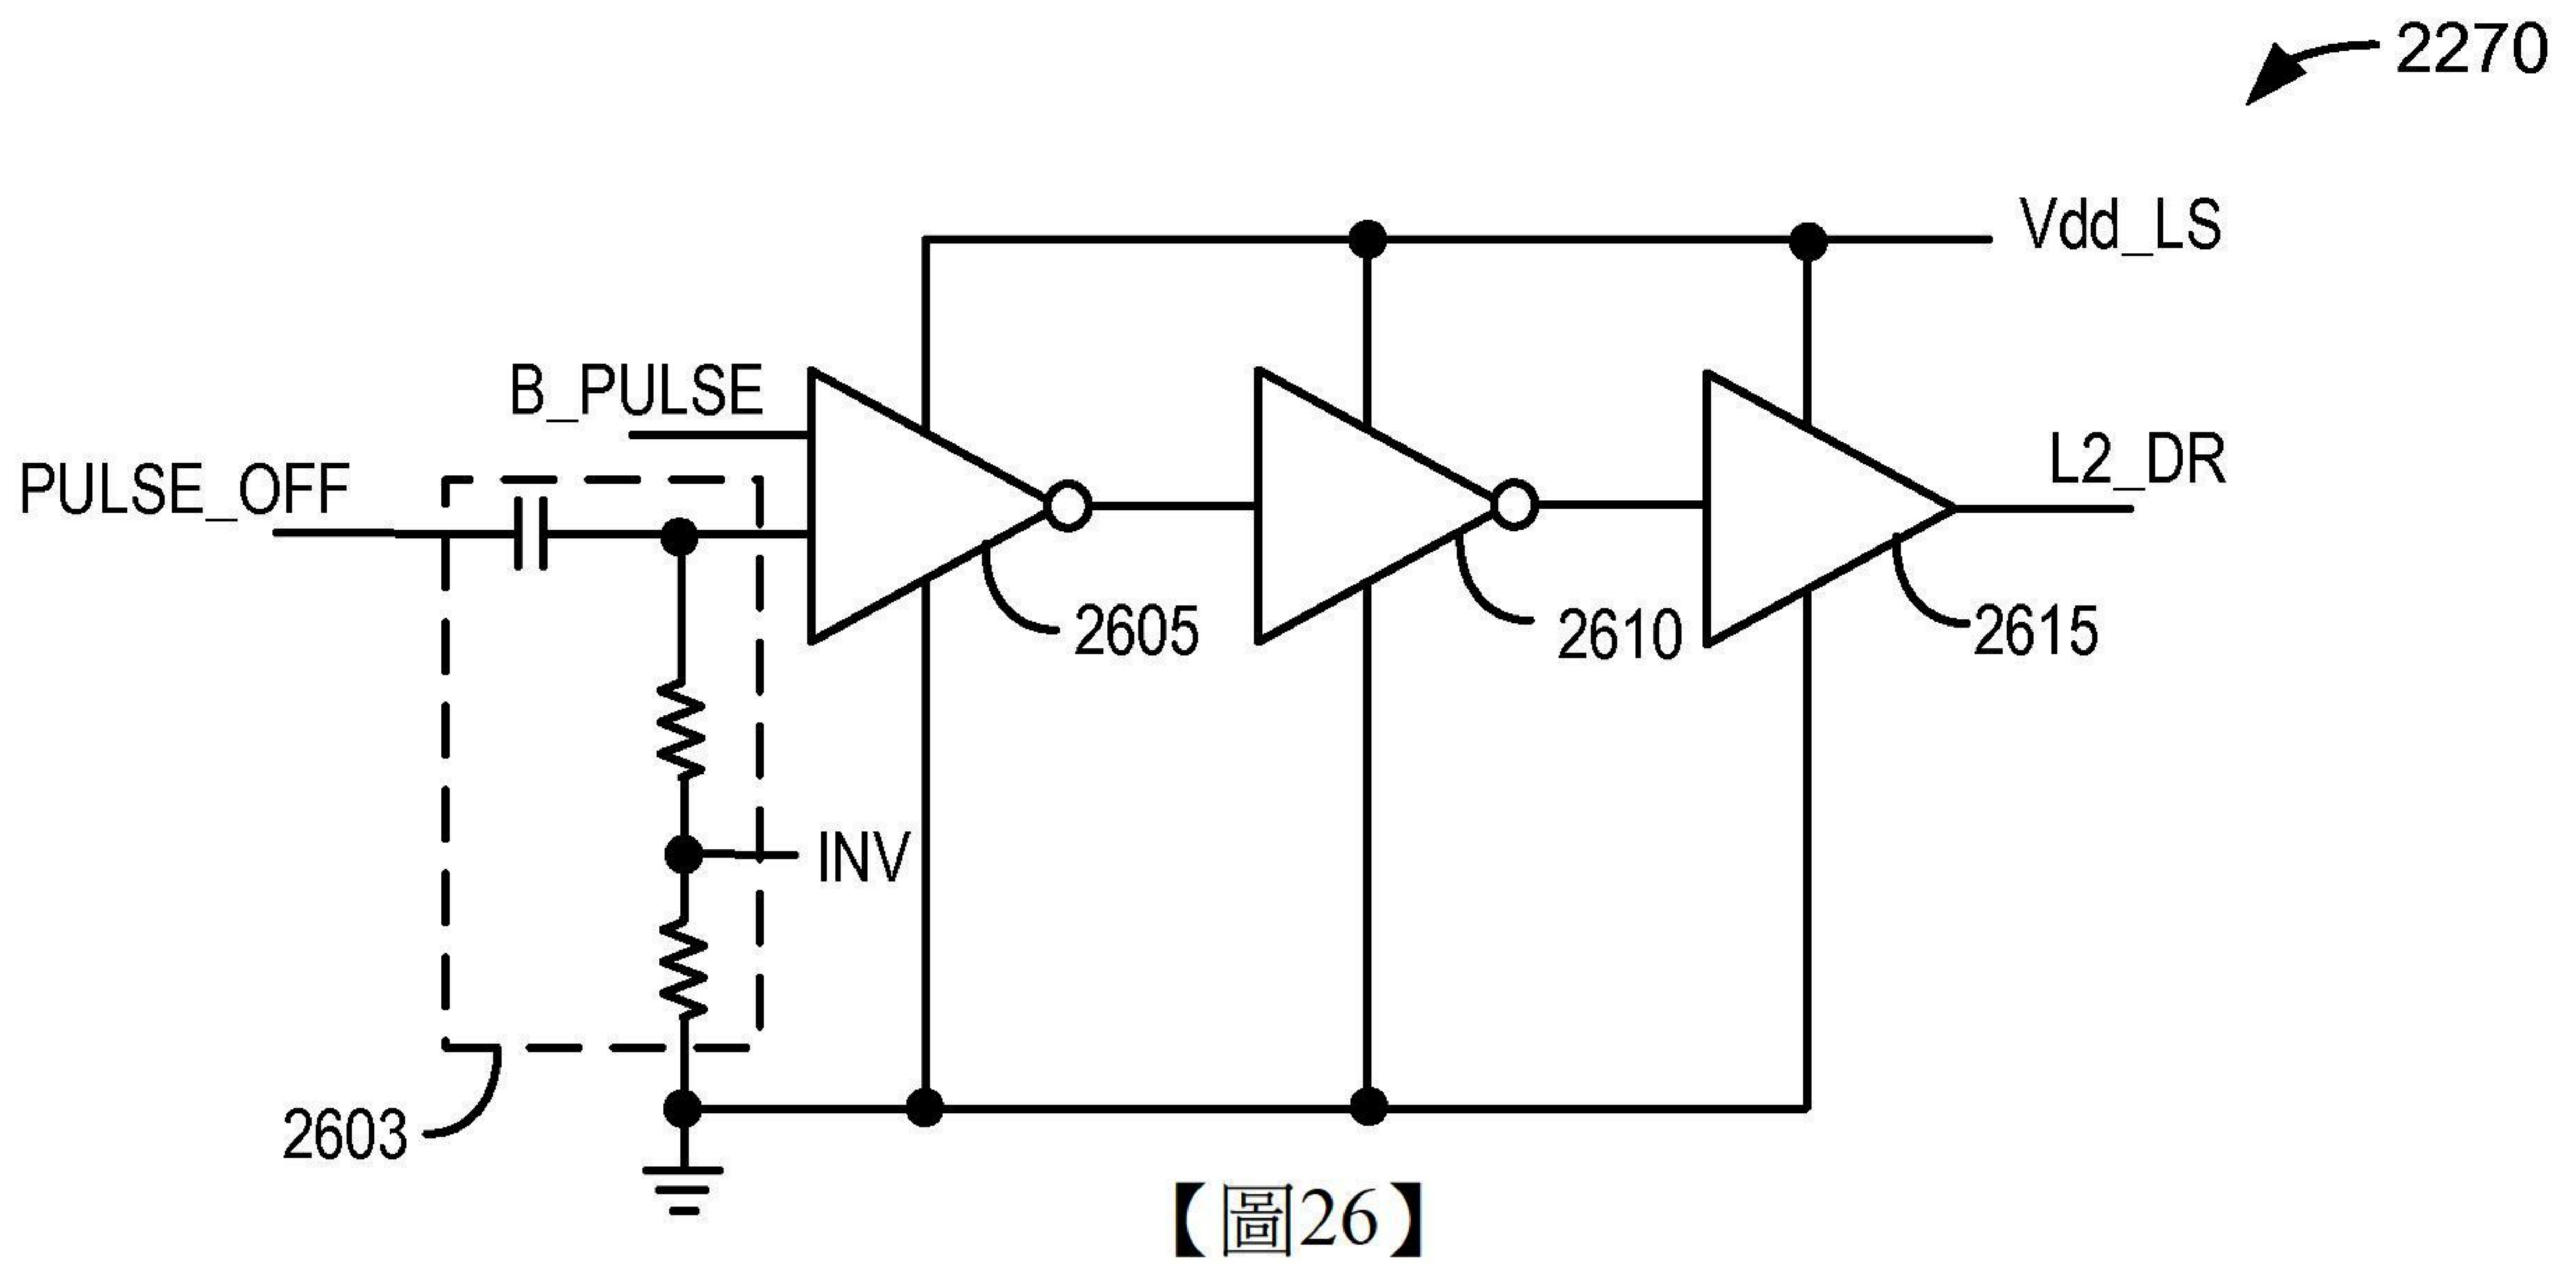 2270
Vdd_LS
B_PULSE
L2_DR
PULSE_OFF
2605
2610
2615
INV
2603
【圖26】